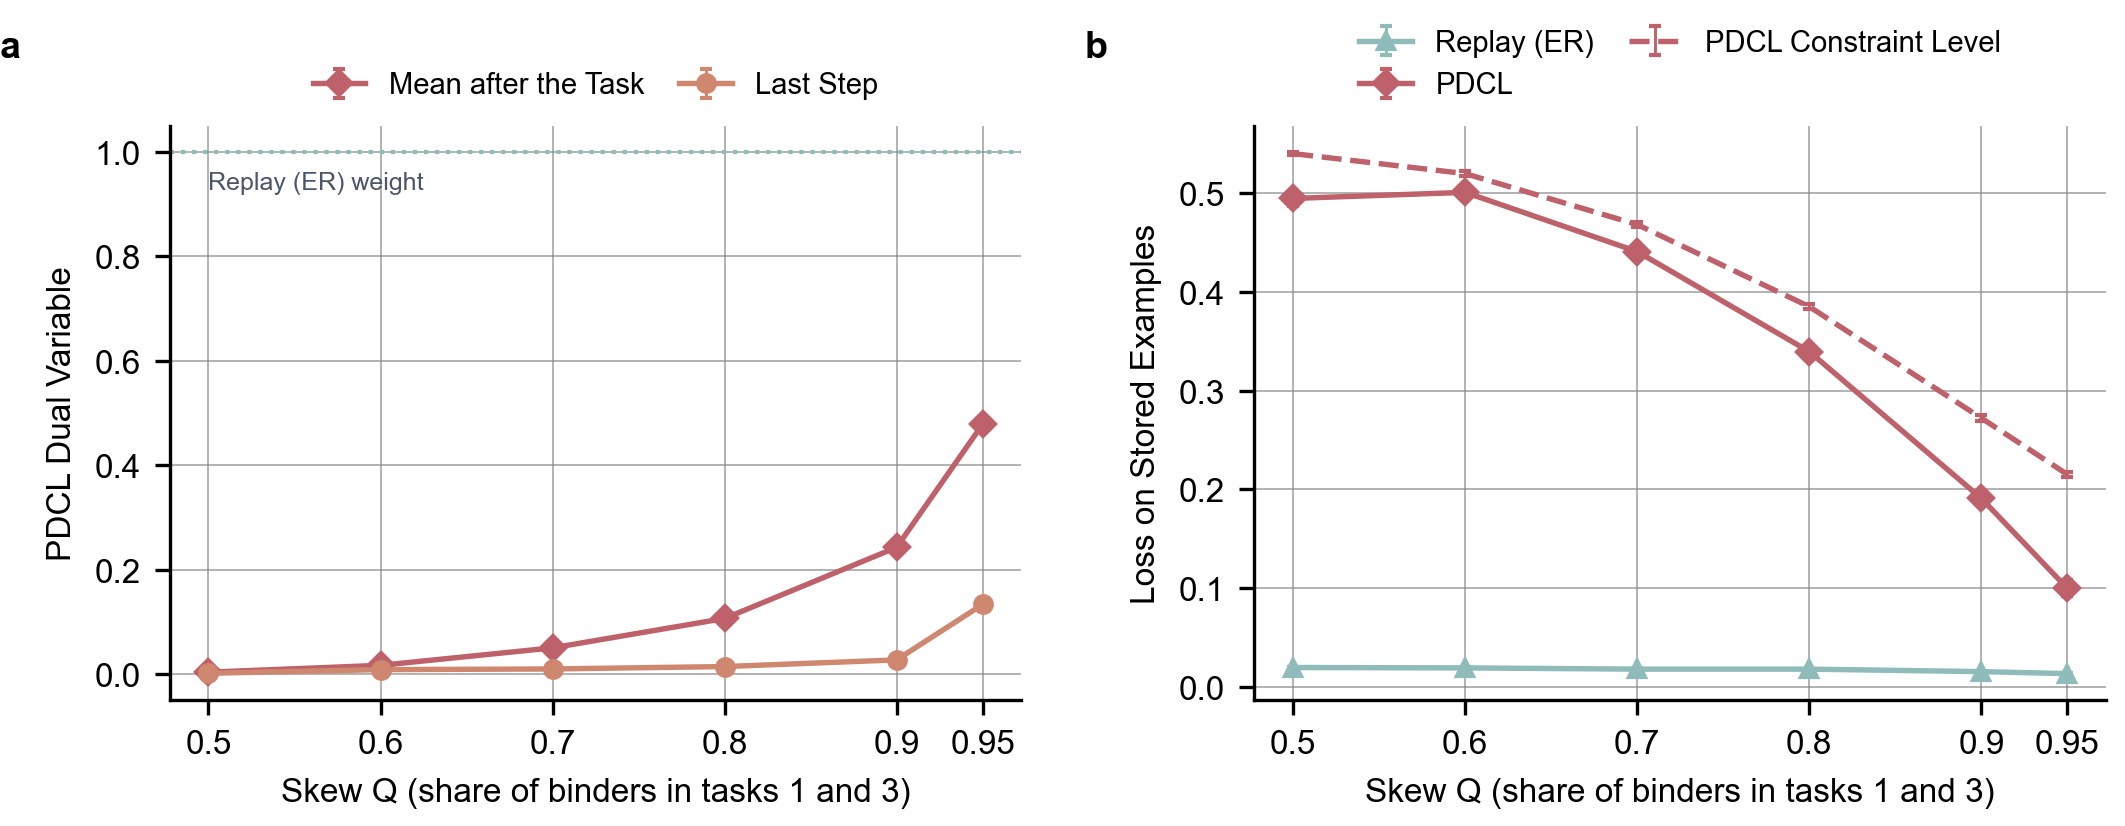 a
Mean after the Task
Last Step
PDCL Dual Variable
1.0
0.8
0.6
0.4
0.2
0.0
Replay (ER) weight
0.5 0.6 0.7 0.8 0.9 0.95
Skew Q (share of binders in tasks 1 and 3)
b
Replay (ER)
PDCL Constraint Level
PDCL
Loss on Stored Examples
0.5
0.4
0.3
0.2
0.1
0.0
0.5 0.6 0.7 0.8 0.9 0.95
Skew Q (share of binders in tasks 1 and 3)